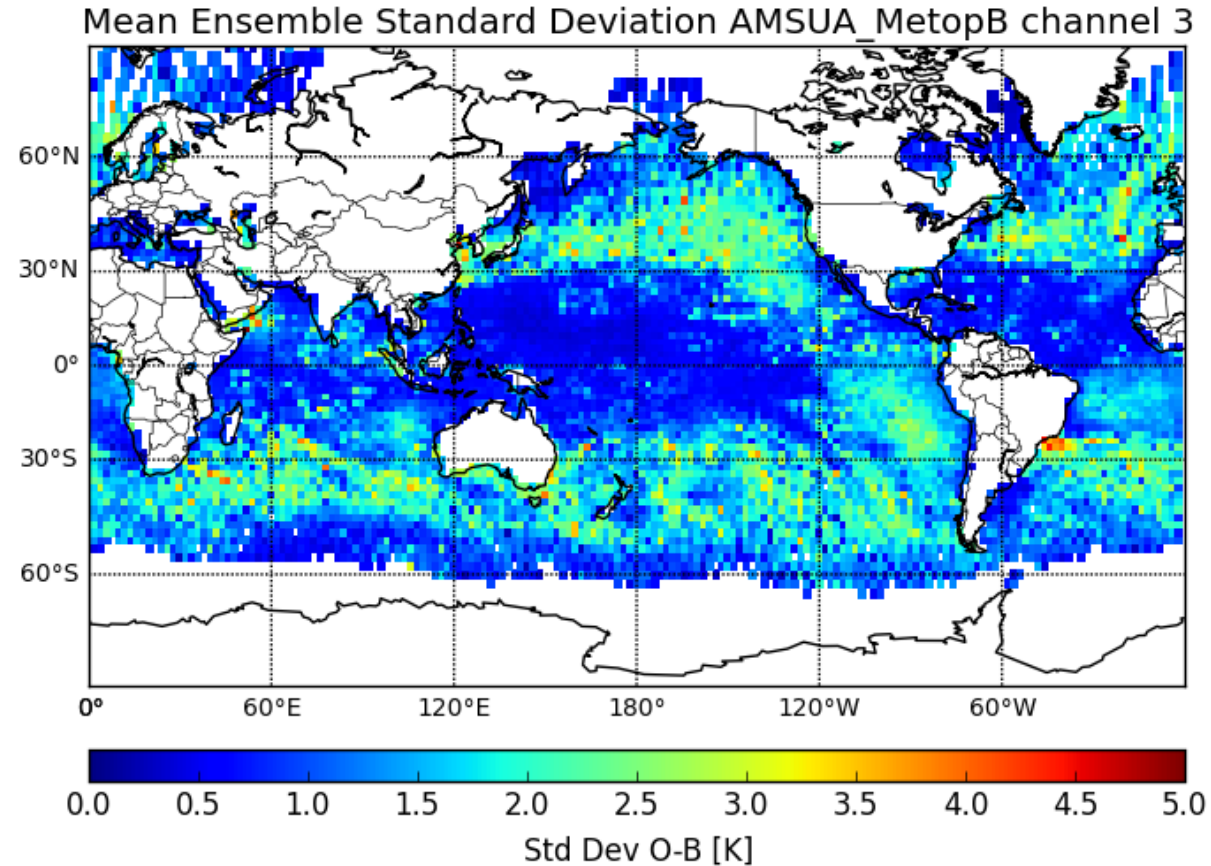 Mean Ensemble Standard Deviation AMSUA_MetopB channel 3
60°N
30°N
0°
30°S
60°S
0° 60°E 120°E 180° 120°W 60°W
0.0 0.5 1.0 1.5 2.0 2.5 3.0 3.5 4.0 4.5 5.0
Std Dev O-B [K]